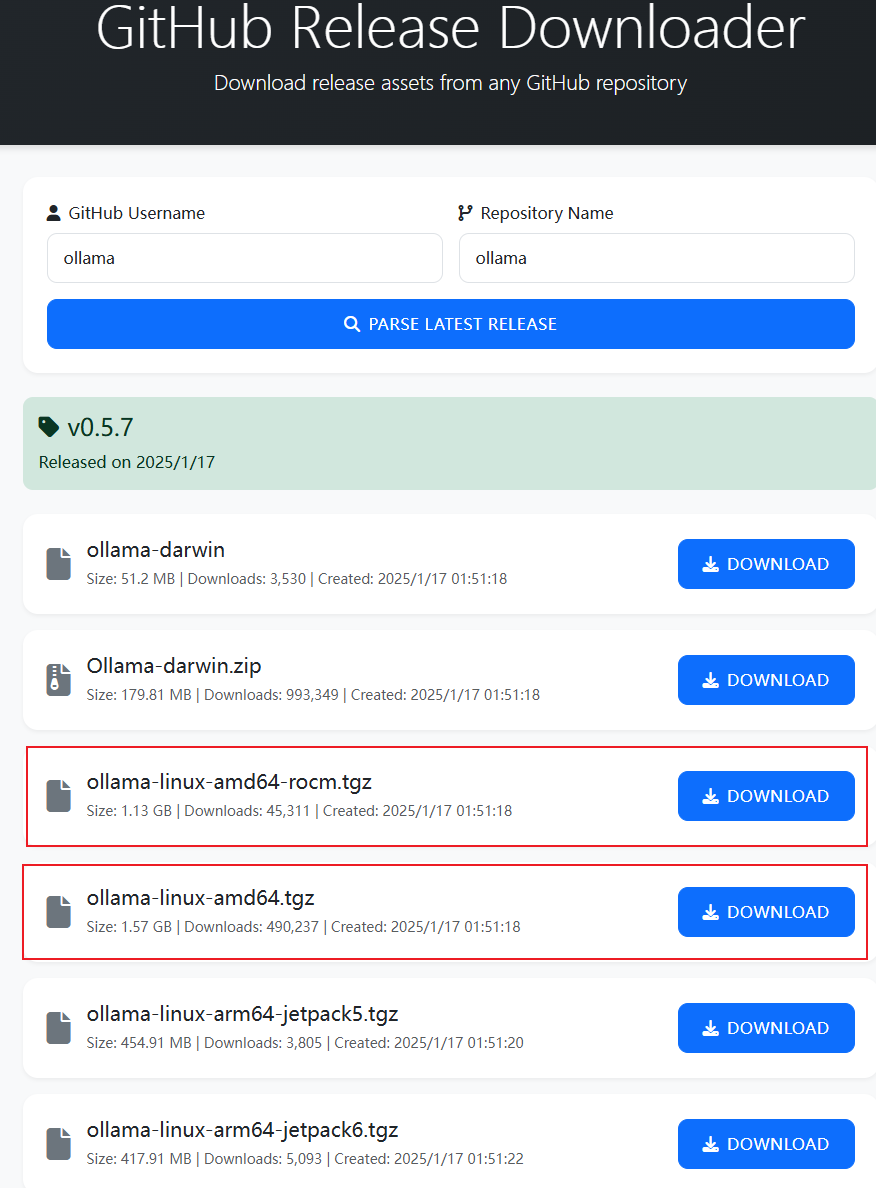 GitHub Release Downloader
Download release assets from any GitHub repository
GitHub Username
Repository Name
ollama
ollama
PARSE LATEST RELEASE
v0.5.7
Released on 2025/1/17
ollama-darwin
Size: 51.2 MB | Downloads: 3,530 | Created: 2025/1/17 01:51:18
DOWNLOAD
Ollama-darwin.zip
Size: 179.81 MB | Downloads: 993,349 | Created: 2025/1/17 01:51:18
DOWNLOAD
ollama-linux-amd64-rocm.tgz
Size: 1.13 GB | Downloads: 45,311 | Created: 2025/1/17 01:51:18
DOWNLOAD
ollama-linux-amd64.tgz
Size: 1.57 GB | Downloads: 490,237 | Created: 2025/1/17 01:51:18
DOWNLOAD
ollama-linux-arm64-jetpack5.tgz
Size: 454.91 MB | Downloads: 3,805 | Created: 2025/1/17 01:51:20
DOWNLOAD
ollama-linux-arm64-jetpack6.tgz
Size: 417.91 MB | Downloads: 5,093 | Created: 2025/1/17 01:51:22
DOWNLOAD